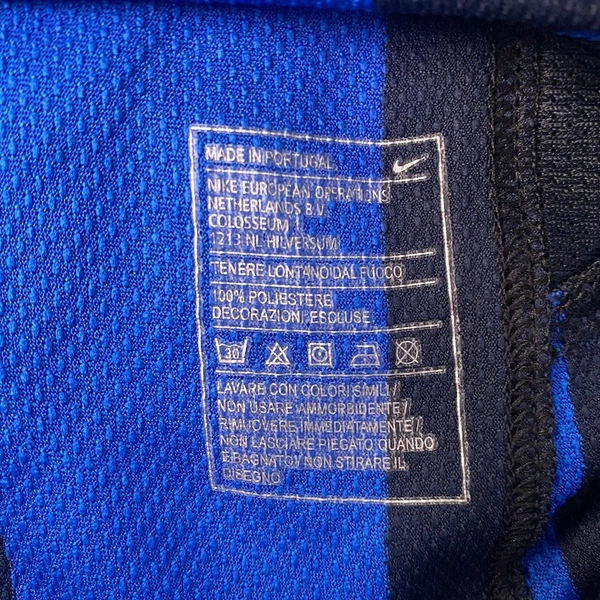 MADE IN PORTUGAL
NIKE EUROPEAN OPERATIONS
NETHERLANDS B.V.
COLOSSEUM 1
1213 NL HILVERSUM
TENERE LONTANO DAL FUOCO
100% POLIESTERE
DECORAZIONI ESCLUSE
30
LAVARE CON COLORI SIMILI/
NON USARE AMMORBIDENTE/
RIMUOVERE IMMEDIATAMENTE/
NON LASCIARE PIEGATO QUANDO
È BAGNATO/ NON STIRARE IL
DISEGNO